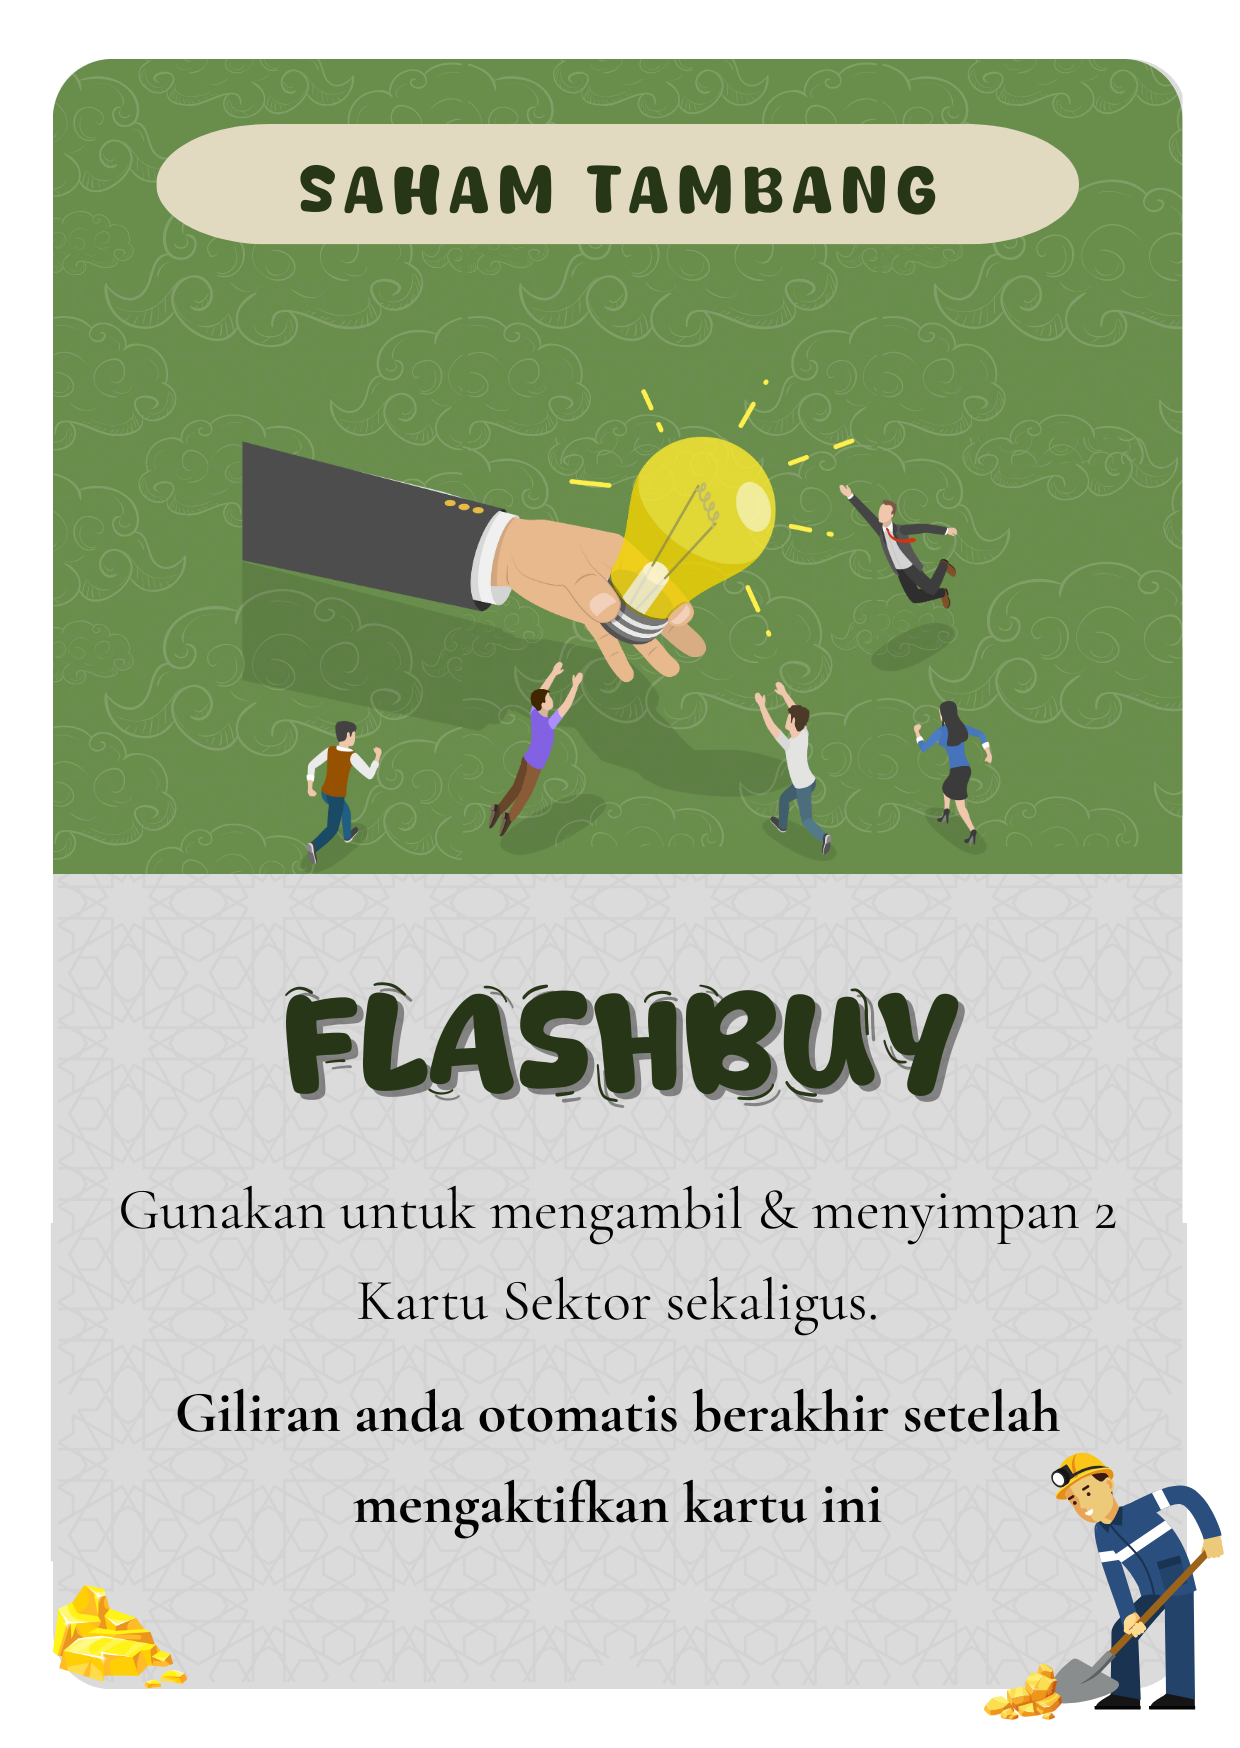 SAHAM TAMBANG
FLASHBUY
Gunakan untuk mengambil & menyimpan 2
Kartu Sektor sekaligus.
Giliran anda otomatis berakhir setelah
mengaktifkan kartu ini